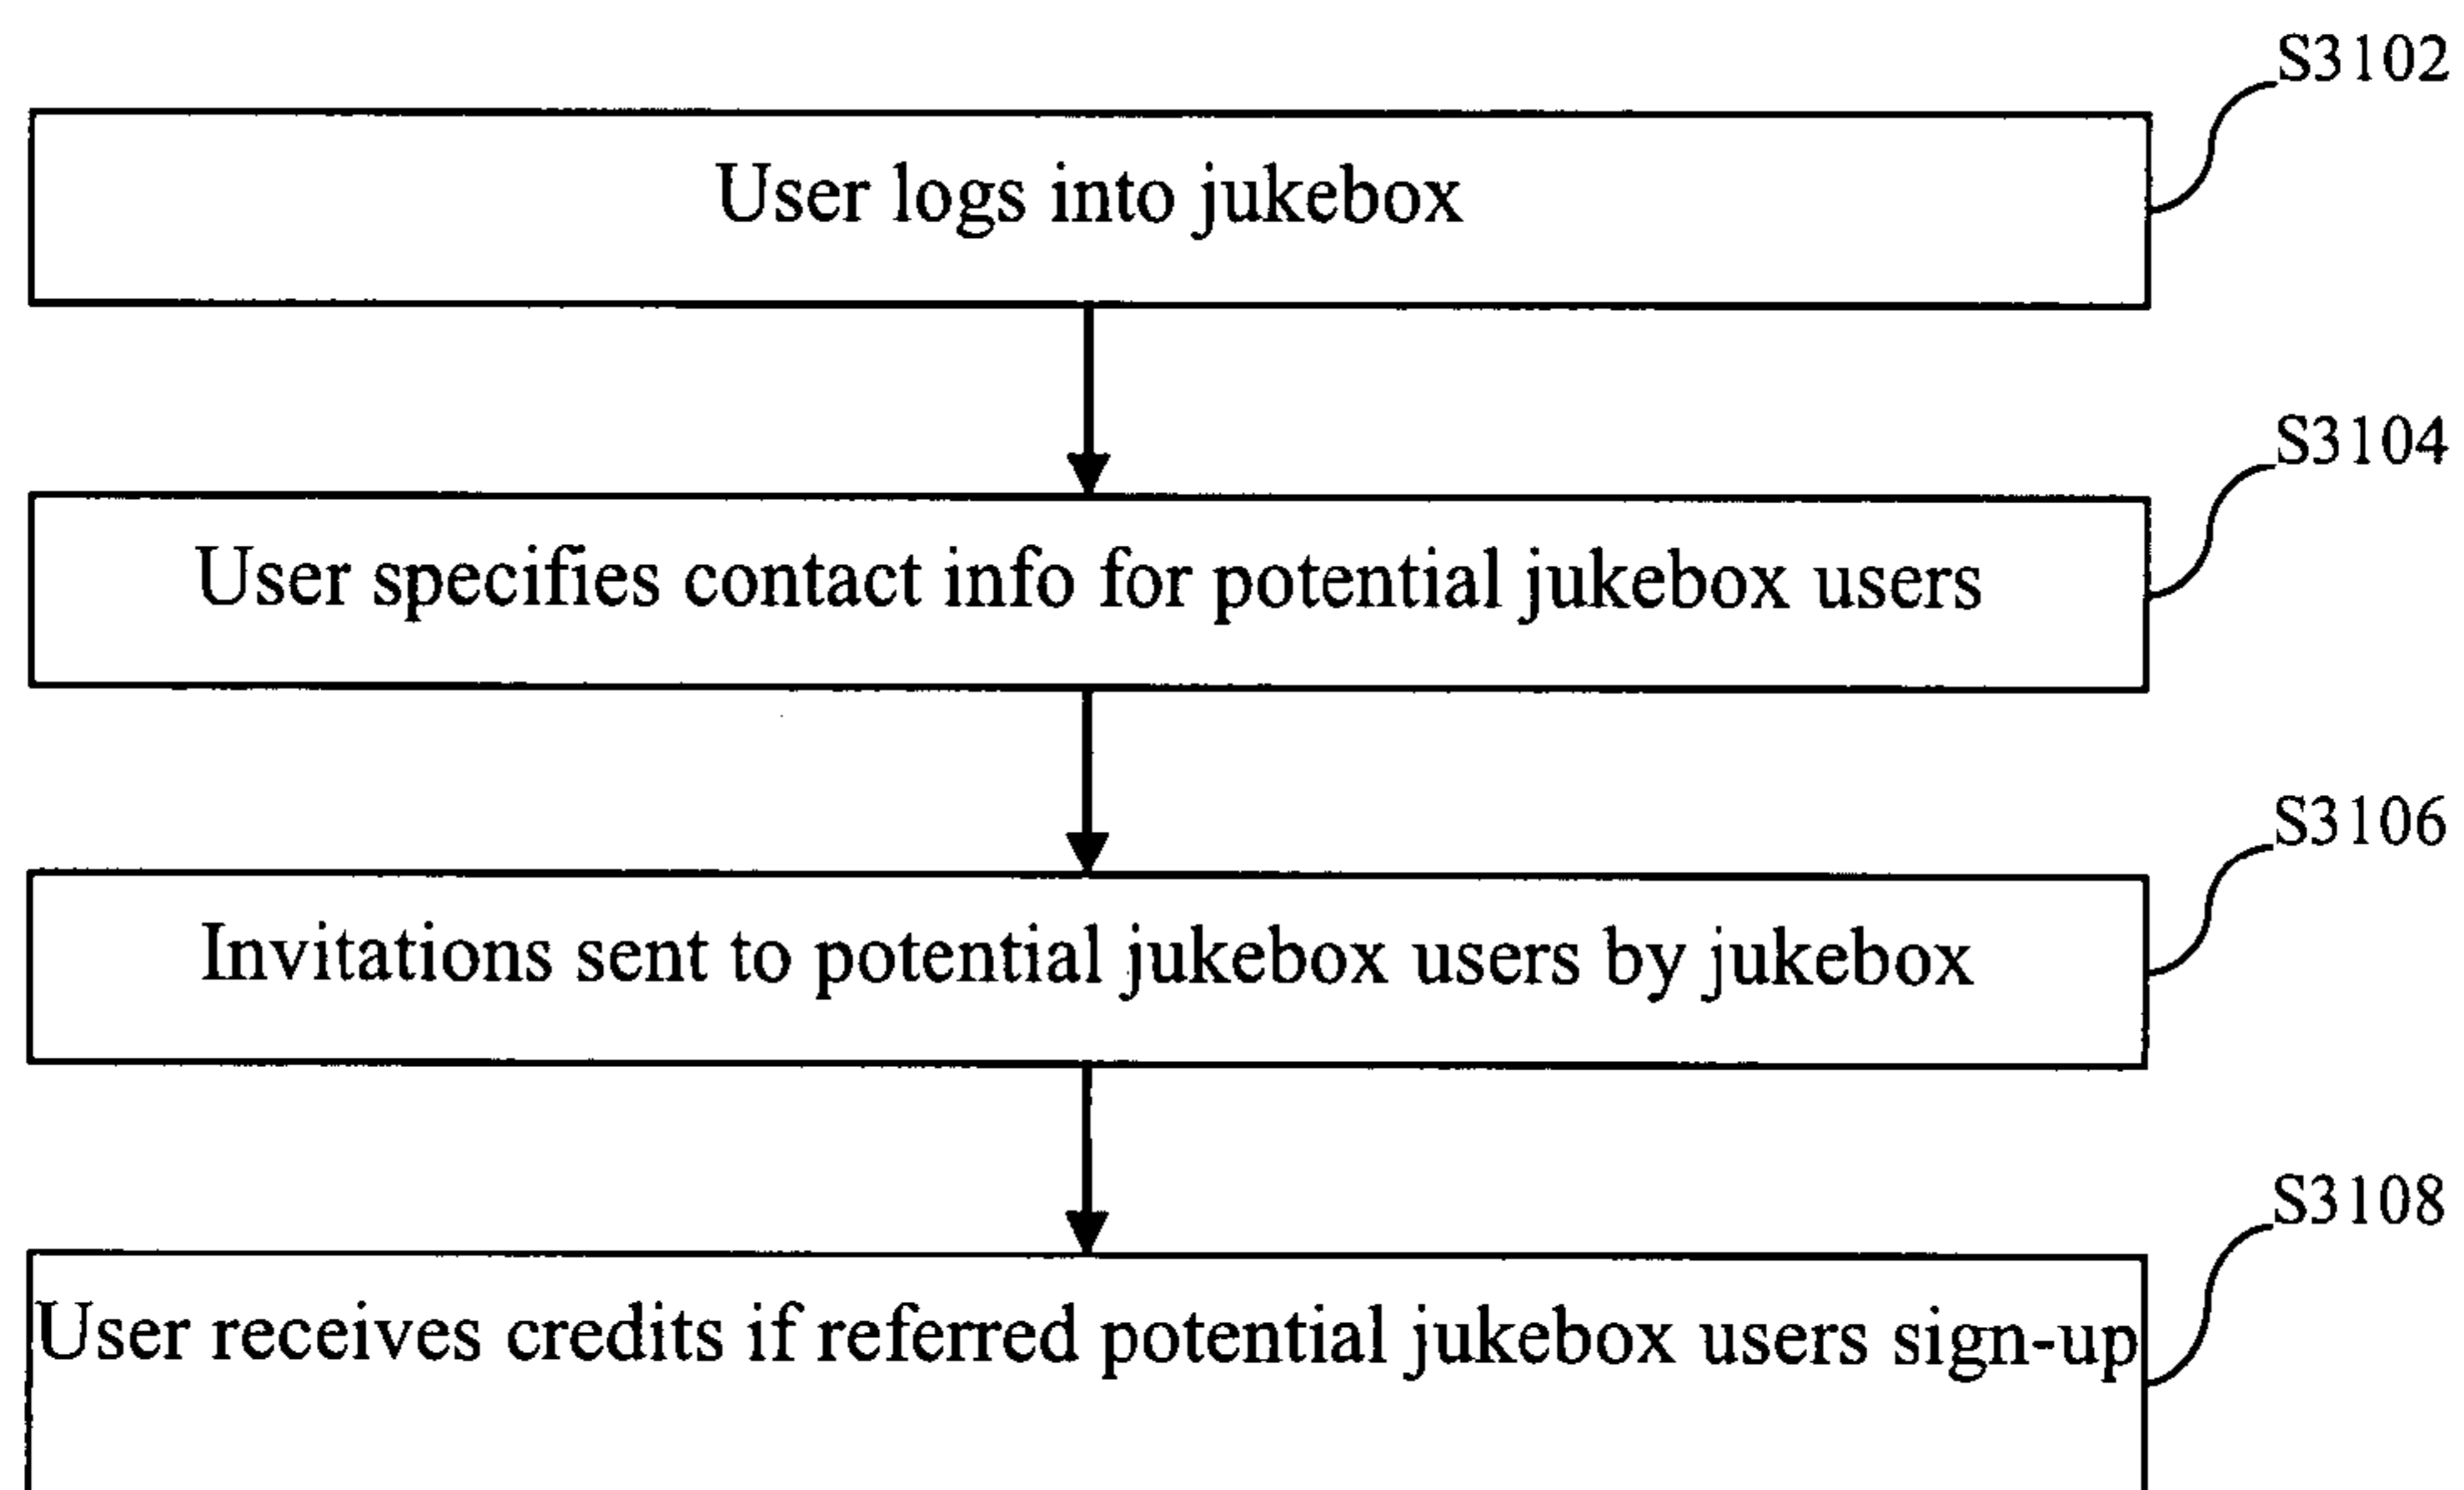 S3102
User logs into jukebox
S3104
User specifies contact info for potential jukebox users
S3106
Invitations sent to potential jukebox users by jukebox
S3108
User receives credits if referred potential jukebox users sign-up